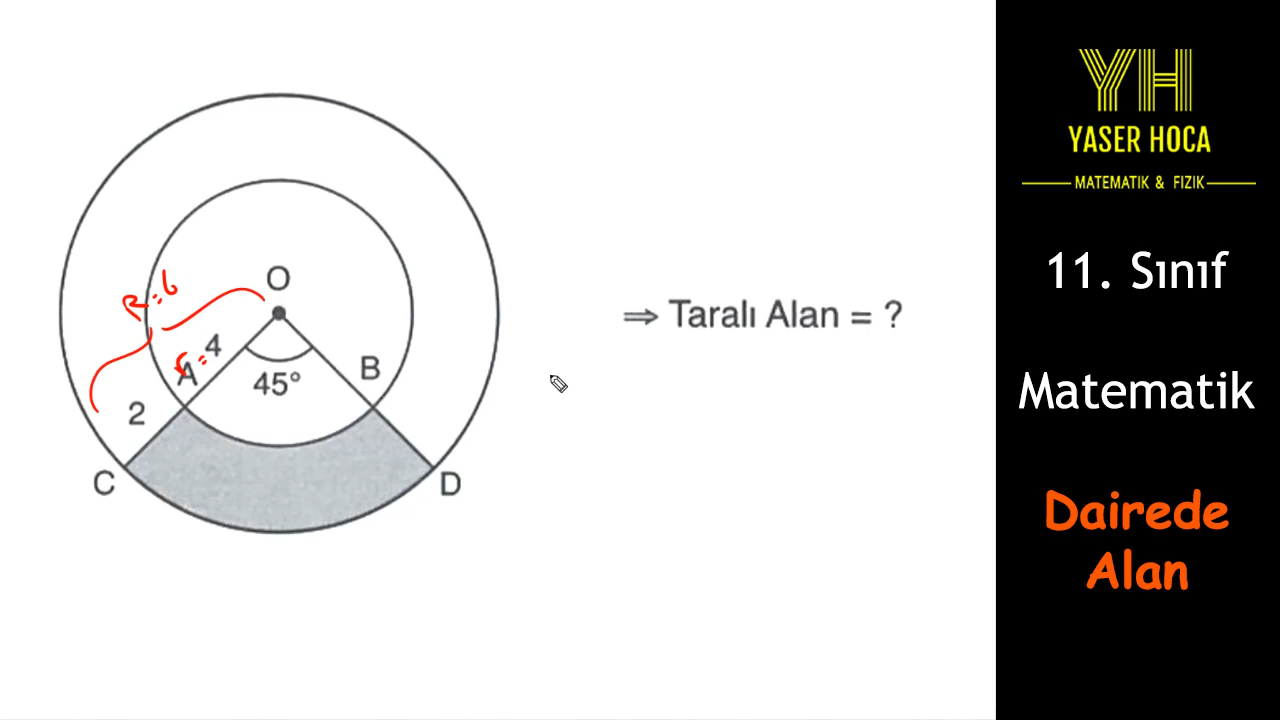 O
R=6
4
r=
A
B
45°
2
C
D
⇒ Taralı Alan = ?
YH
YASER HOCA
MATEMATIK & FIZIK
11. Sınıf
Matematik
Dairede
Alan